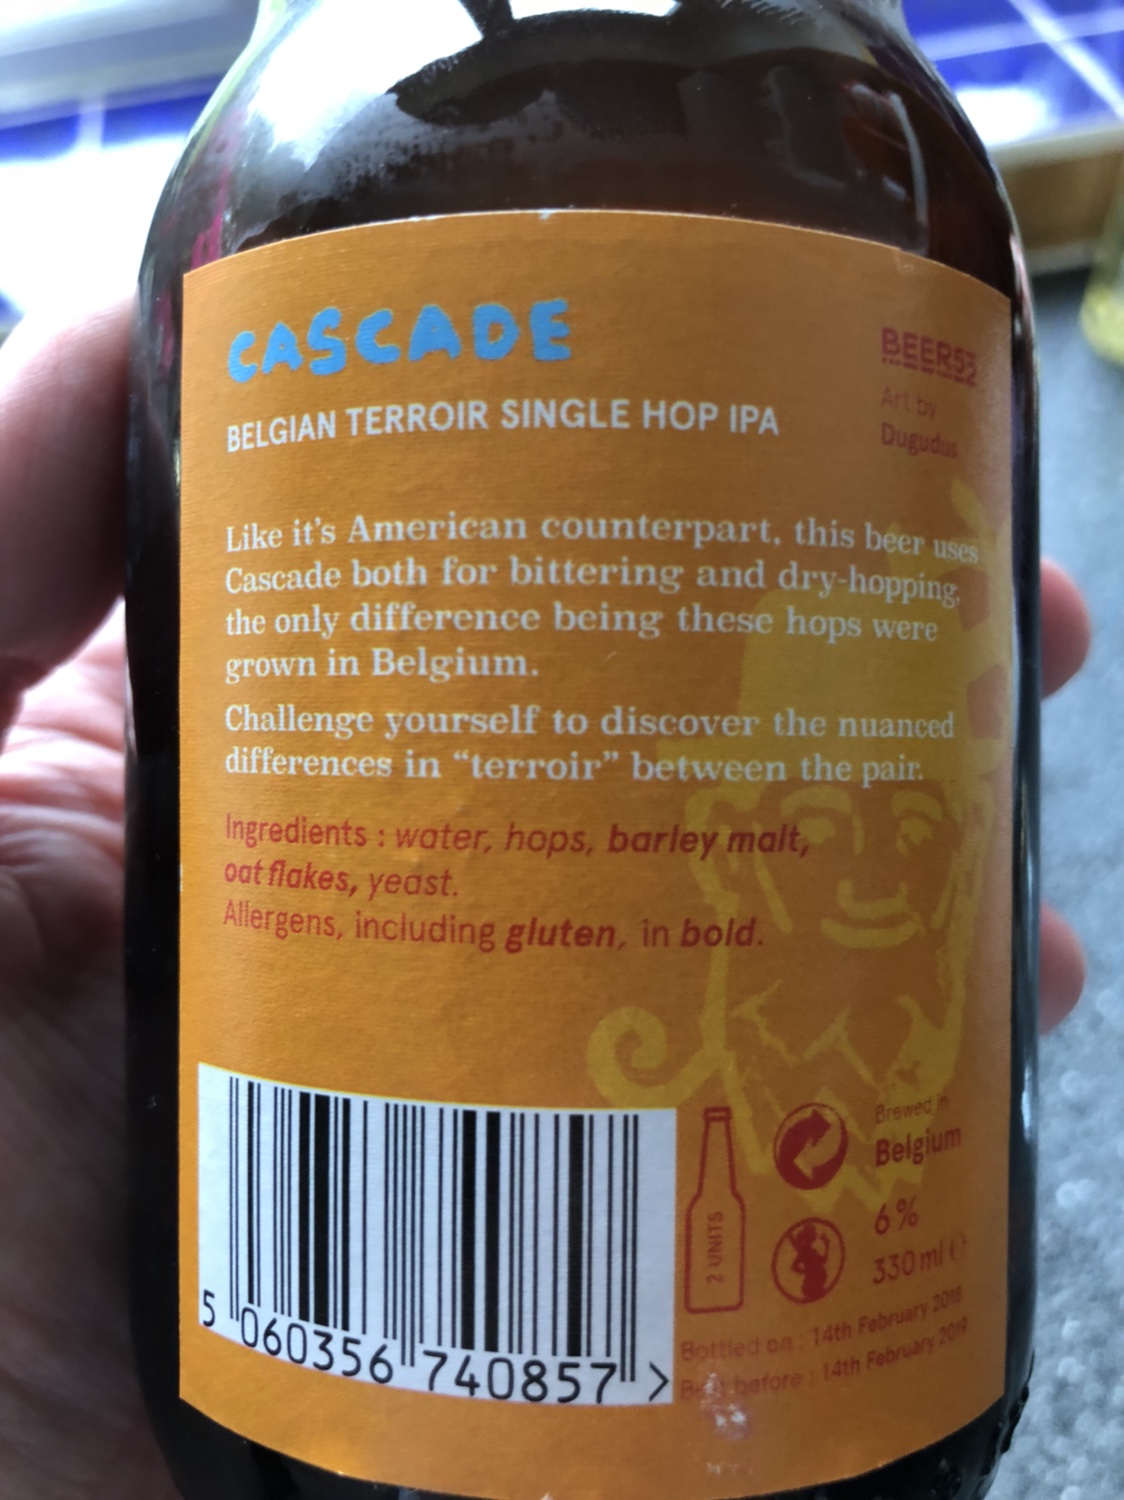 CASCADE
BELGIAN TERROIR SINGLE HOP IPA
BEER52
Art by
Dugudus
Like it's American counterpart, this beer uses
Cascade both for bittering and dry-hopping,
the only difference being these hops were
grown in Belgium.
Challenge yourself to discover the nuanced
differences in “terroir” between the pair.
Ingredients : water, hops, barley malt,
oat flakes, yeast.
Allergens, including gluten, in bold.
5 060356 740857 >
2 UNITS
Brewed in
Belgium
6%
330 ml ℮
Bottled on : 14th February 2018
Best before : 14th February 2019